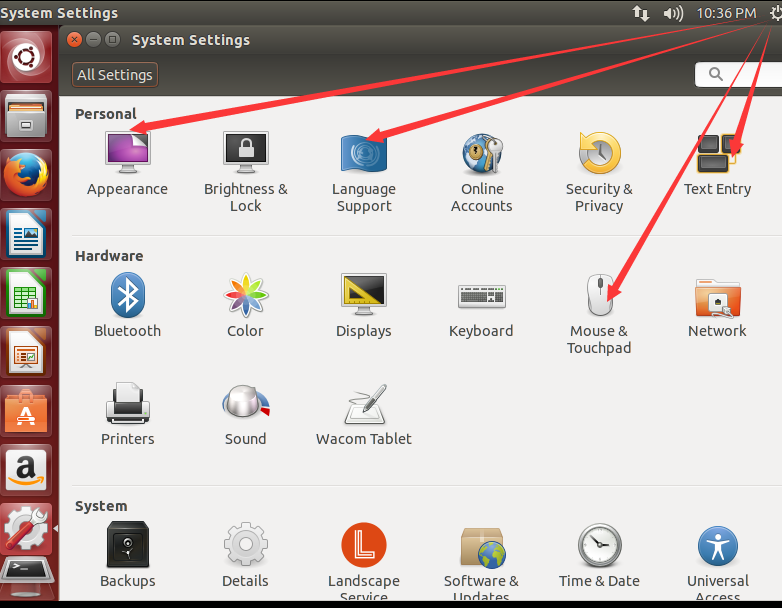 System Settings
10:36 PM
System Settings
All Settings
Personal
Appearance
Brightness &
Lock
Language
Support
Online
Accounts
Security &
Privacy
Text Entry
Hardware
Bluetooth
Color
Displays
Keyboard
Mouse &
Touchpad
Network
Printers
Sound
Wacom Tablet
System
Backups
Details
Landscape
Service
Software &
Updates
Time & Date
Universal
Access